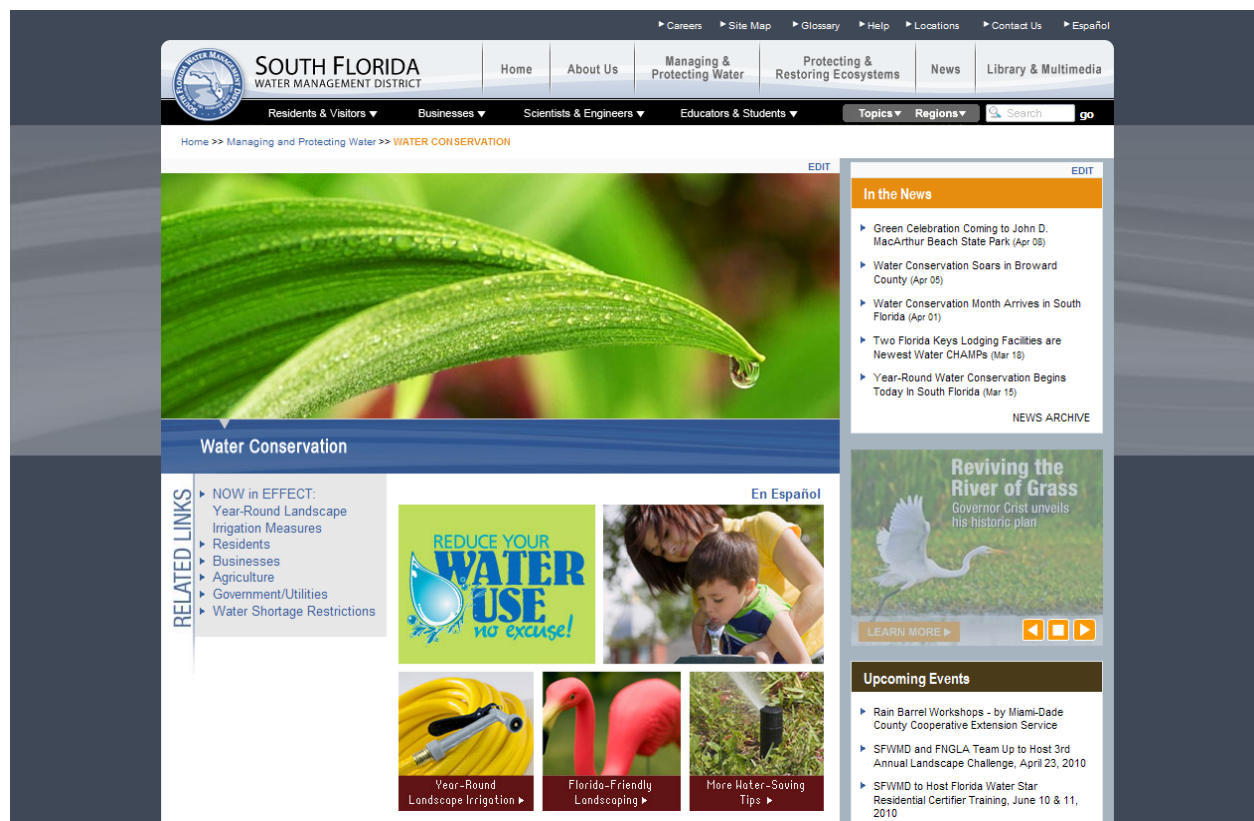 Careers Site Map Glossary Help Locations Contact Us Español
SOUTH FLORIDA
WATER MANAGEMENT DISTRICT
Home
About Us
Managing &
Protecting Water
Protecting &
Restoring Ecosystems
News
Library & Multimedia
Residents & Visitors Businesses Scientists & Engineers Educators & Students Topics Regions Search go
Home >> Managing and Protecting Water >> WATER CONSERVATION
EDIT
Water Conservation
RELATED LINKS
NOW in EFFECT:
Year-Round Landscape
Irrigation Measures
Residents
Businesses
Agriculture
Government/Utilities
Water Shortage Restrictions
En Español
REDUCE YOUR
WATER
USE
no excuse!
Year-Round
Landscape Irrigation
Florida-Friendly
Landscaping
More Water-Saving
Tips
EDIT
In the News
Green Celebration Coming to John D.
MacArthur Beach State Park (Apr 08)
Water Conservation Soars in Broward
County (Apr 05)
Water Conservation Month Arrives in South
Florida (Apr 01)
Two Florida Keys Lodging Facilities are
Newest Water CHAMPs (Mar 18)
Year-Round Water Conservation Begins
Today In South Florida (Mar 15)
NEWS ARCHIVE
Reviving the
River of Grass
Governor Crist unveils
his historic plan
LEARN MORE
Upcoming Events
Rain Barrel Workshops - by Miami-Dade
County Cooperative Extension Service
SFWMD and FNGLA Team Up to Host 3rd
Annual Landscape Challenge, April 23, 2010
SFWMD to Host Florida Water Star
Residential Certifier Training, June 10 & 11,
2010